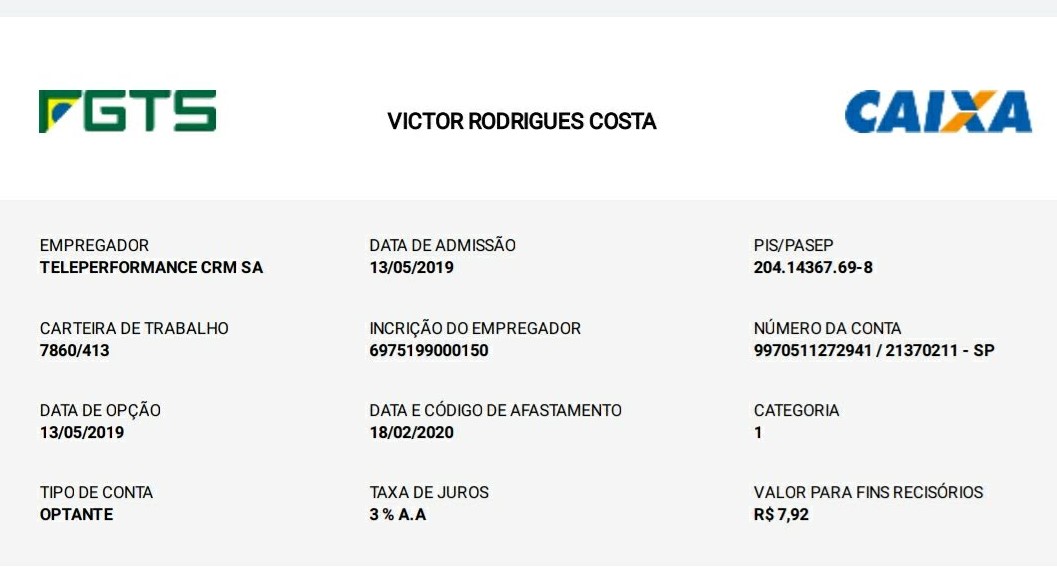 FGTS
VICTOR RODRIGUES COSTA
CAIXA
EMPREGADOR
TELEPERFORMANCE CRM SA
DATA DE ADMISSÃO
13/05/2019
PIS/PASEP
204.14367.69-8
CARTEIRA DE TRABALHO
7860/413
INCRIÇÃO DO EMPREGADOR
6975199000150
NÚMERO DA CONTA
9970511272941 / 21370211 - SP
DATA DE OPÇÃO
13/05/2019
DATA E CÓDIGO DE AFASTAMENTO
18/02/2020
CATEGORIA
1
TIPO DE CONTA
OPTANTE
TAXA DE JUROS
3 % A.A
VALOR PARA FINS RECISÓRIOS
R$ 7,92